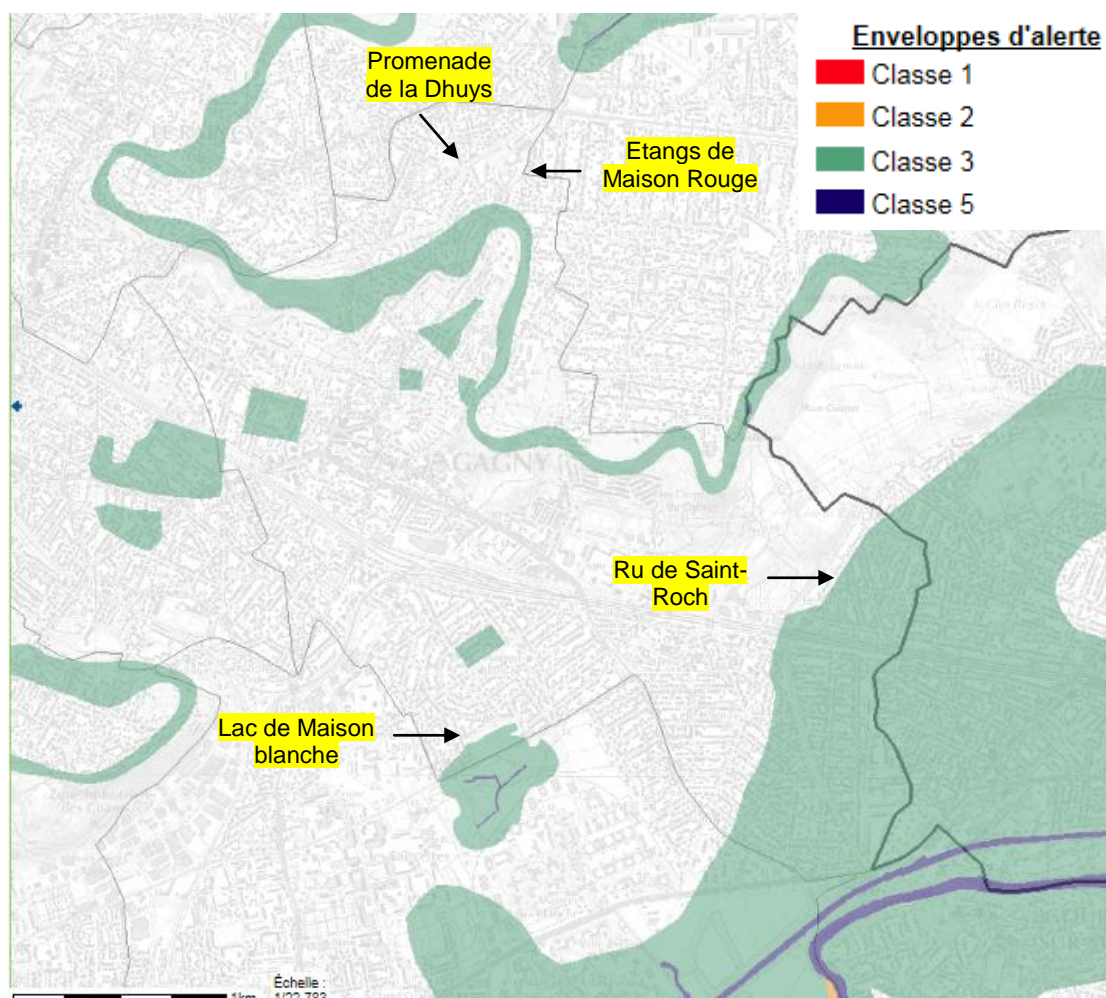 Enveloppes d'alerte
Classe 1
Classe 2
Classe 3
Classe 5
Promenade
de la Dhuys
Etangs de
Maison Rouge
GAGNY
Ru de Saint-
Roch
Lac de Maison
blanche
Échelle :
1km